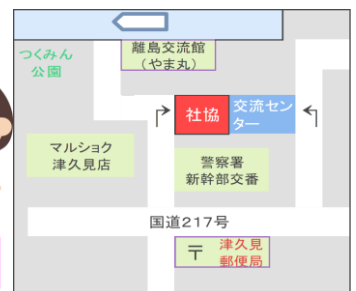 離島交流館
(やま丸)
つくみん
公園
社協
交流セン
ター
マルショク
津久見店
警察署
新幹部交番
国道217号
〒
津久見
郵便局